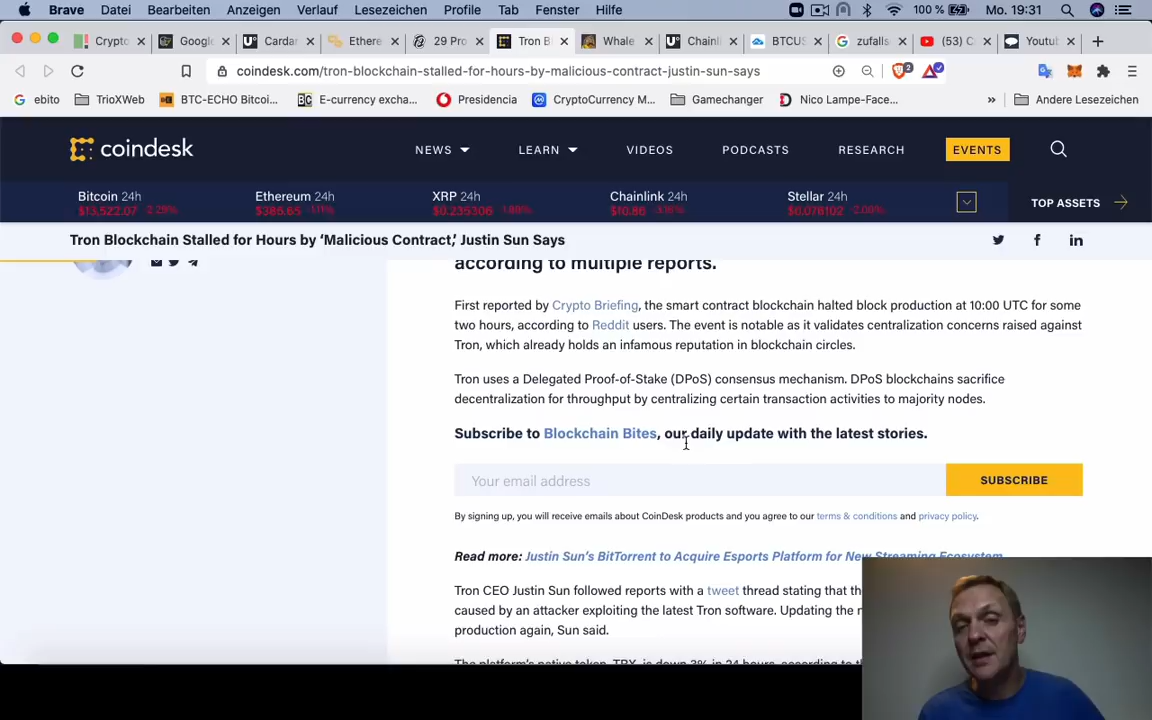 Brave Datei Bearbeiten Anzeigen Verlauf Lesezeichen Profile Tab Fenster Hilfe 100 % Mo. 19:31
Crypto Googl Cardar Ethere 29 Pro Tron B Whale Chainl BTCUS zufalls (53) C Youtu
coindesk.com/tron-blockchain-stalled-for-hours-by-malicious-contract-justin-sun-says 2
ebito TrioXWeb BTC-ECHO Bitcoi... E-currency excha... Presidencia CryptoCurrency M... Gamechanger Nico Lampe-Face... » Andere Lesezeichen
coindesk NEWS LEARN VIDEOS PODCASTS RESEARCH EVENTS
Bitcoin 24h Ethereum 24h XRP 24h Chainlink 24h Stellar 24h
$13,522.07 $386.65 $0.235306 $10.86 $0.076102
TOP ASSETS
Tron Blockchain Stalled for Hours by ‘Malicious Contract,’ Justin Sun Says
according to multiple reports.
First reported by Crypto Briefing, the smart contract blockchain halted block production at 10:00 UTC for some
two hours, according to Reddit users. The event is notable as it validates centralization concerns raised against
Tron, which already holds an infamous reputation in blockchain circles.
Tron uses a Delegated Proof-of-Stake (DPoS) consensus mechanism. DPoS blockchains sacrifice
decentralization for throughput by centralizing certain transaction activities to majority nodes.
Subscribe to Blockchain Bites, our daily update with the latest stories.
Your email address SUBSCRIBE
By signing up, you will receive emails about CoinDesk products and you agree to our terms & conditions and privacy policy.
Read more: Justin Sun’s BitTorrent to Acquire Esports Platform for New Streaming Ecosystem
Tron CEO Justin Sun followed reports with a tweet thread stating that the
caused by an attacker exploiting the latest Tron software. Updating the
production again, Sun said.
The platform’s native token, TRX, is down 3% in 24 hours, according to